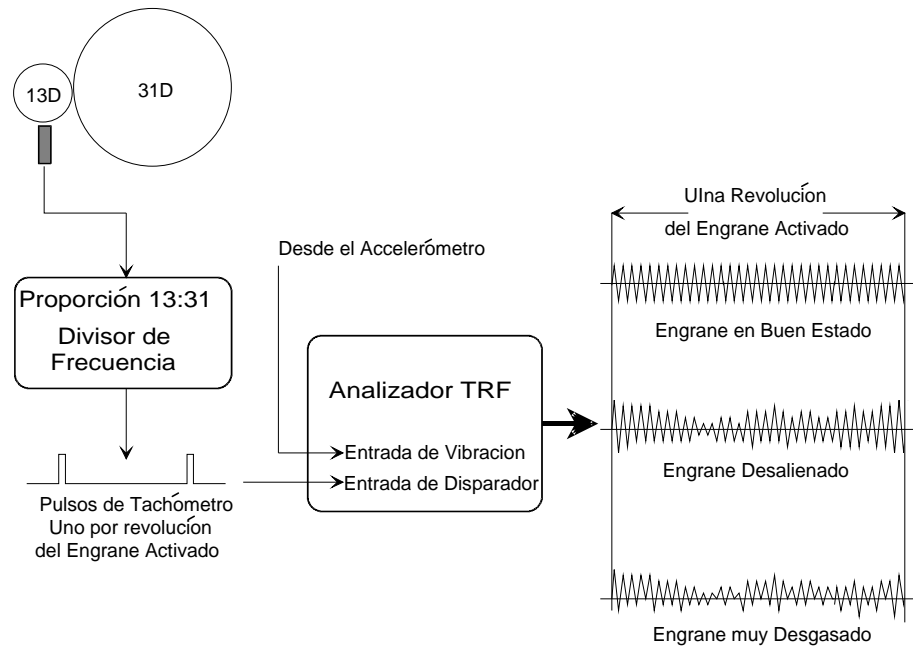 13D
31D
Proporción 13:31
Divisor de
Frecuencia
Pulsos de Tachómetro
Uno por revolución
del Engrane Activado
Desde el Accelerómetro
Analizador TRF
Entrada de Vibracion
Entrada de Disparador
UIna Revolución
del Engrane Activado
Engrane en Buen Estado
Engrane Desalienado
Engrane muy Desgasado